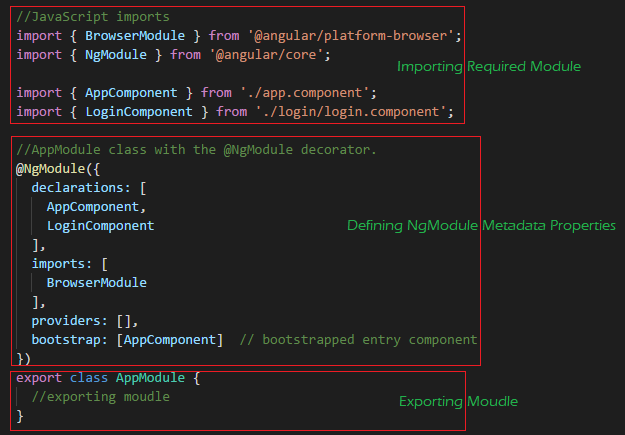 //JavaScript imports
import { BrowserModule } from '@angular/platform-browser';
import { NgModule } from '@angular/core';
Importing Required Module
import { AppComponent } from './app.component';
import { LoginComponent } from './login/login.component';
//AppModule class with the @NgModule decorator.
@NgModule({
declarations: [
AppComponent,
LoginComponent
Defining NgModule Metadata Properties
],
imports: [
BrowserModule
],
providers: [],
bootstrap: [AppComponent]  // bootstrapped entry component
})
export class AppModule {
//exporting moudle
Exporting Moudle
}